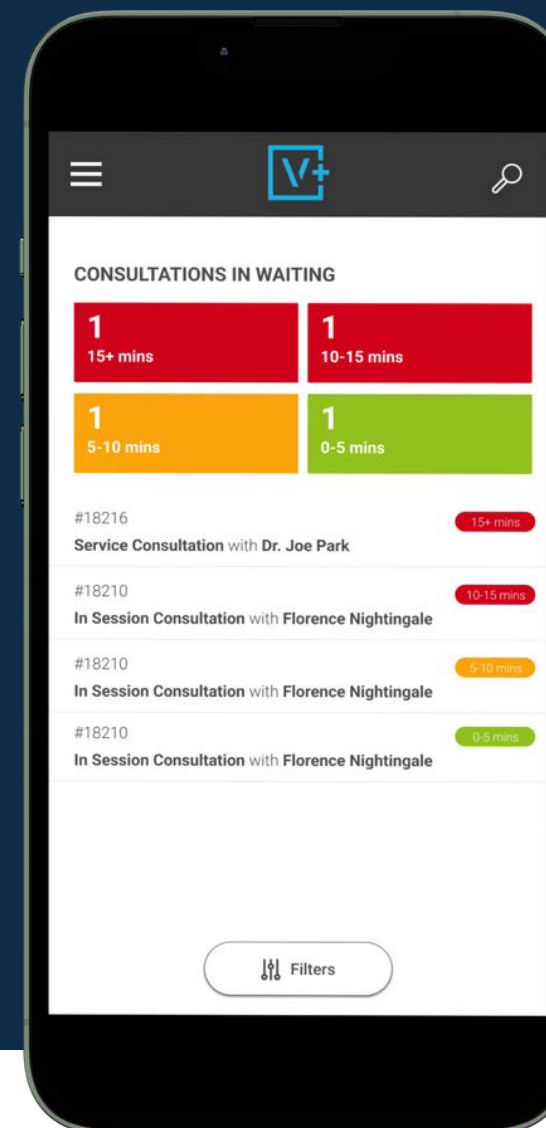 V+
CONSULTATIONS IN WAITING
1
15+ mins
1
10-15 mins
1
5-10 mins
1
0-5 mins
#18216
15+ mins
Service Consultation with Dr. Joe Park
#18210
10-15 mins
In Session Consultation with Florence Nightingale
#18210
5-10 mins
In Session Consultation with Florence Nightingale
#18210
0-5 mins
In Session Consultation with Florence Nightingale
Filters